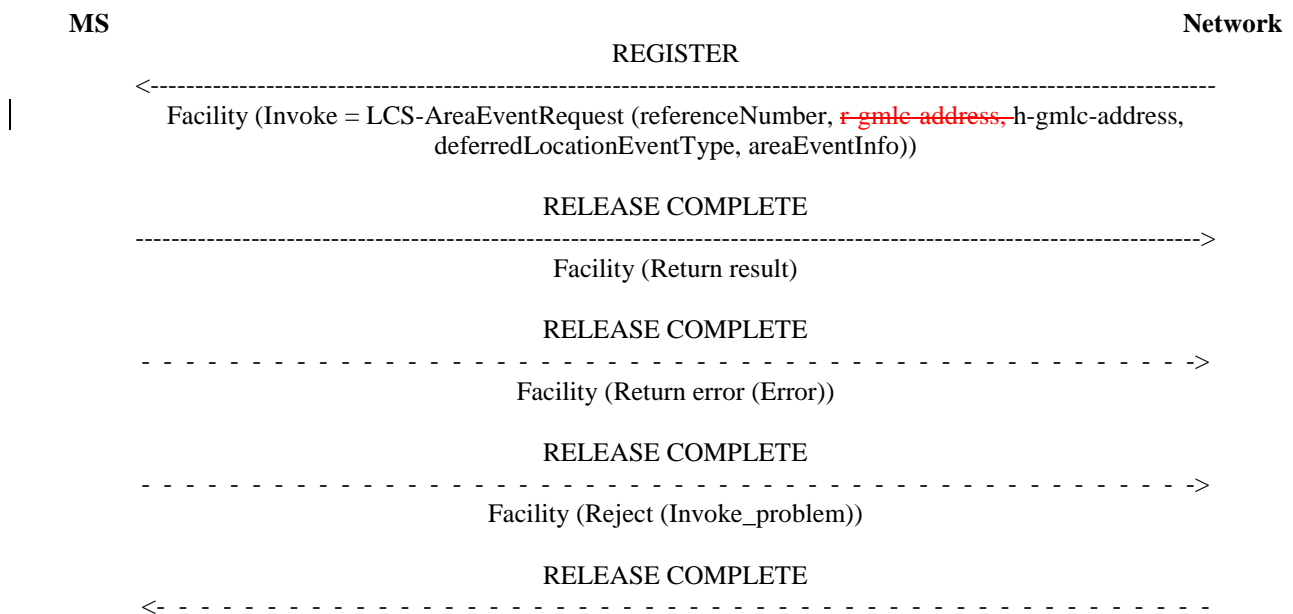 MS Network
REGISTER
<------------------------------------------------------------------------------------------------------------------------
Facility (Invoke = LCS-AreaEventRequest (referenceNumber, r-gmlc-address, h-gmlc-address,
deferredLocationEventType, areaEventInfo))
RELEASE COMPLETE
------------------------------------------------------------------------------------------------------------------------>
Facility (Return result)
RELEASE COMPLETE
- - - - - - - - - - - - - - - - - - - - - - - - - - - - - - - - - - - - - - - - - - - - - - - ->
Facility (Return error (Error))
RELEASE COMPLETE
- - - - - - - - - - - - - - - - - - - - - - - - - - - - - - - - - - - - - - - - - - - - - - - ->
Facility (Reject (Invoke_problem))
RELEASE COMPLETE
<- - - - - - - - - - - - - - - - - - - - - - - - - - - - - - - - - - - - - - - - - - - - - - - -